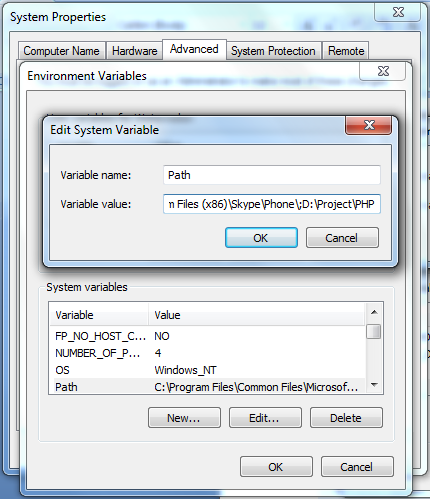 System Properties
Computer Name Hardware Advanced System Protection Remote
Environment Variables
Edit System Variable
Variable name: Path
Variable value: n Files (x86)\Skype\Phone\;D:\Project\PHP
OK Cancel
System variables
Variable Value
FP_NO_HOST_C... NO
NUMBER_OF_P... 4
OS Windows_NT
Path C:\Program Files\Common Files\Microsof...
New... Edit... Delete
OK Cancel